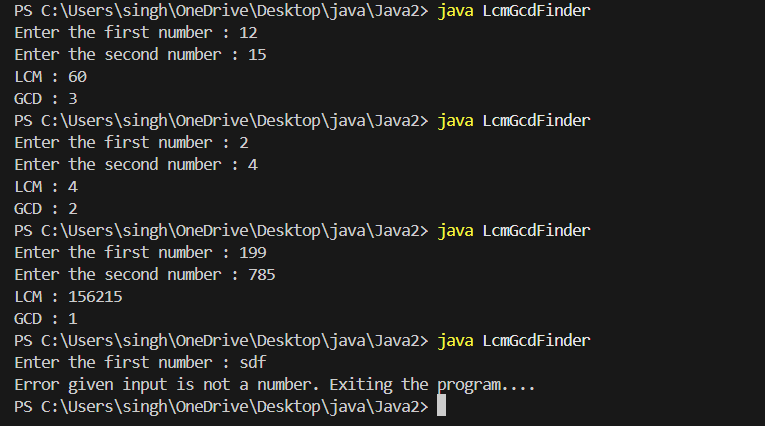 PS C:\Users\singh\OneDrive\Desktop\java\Java2> java LcmGcdFinder
Enter the first number : 12
Enter the second number : 15
LCM : 60
GCD : 3
PS C:\Users\singh\OneDrive\Desktop\java\Java2> java LcmGcdFinder
Enter the first number : 2
Enter the second number : 4
LCM : 4
GCD : 2
PS C:\Users\singh\OneDrive\Desktop\java\Java2> java LcmGcdFinder
Enter the first number : 199
Enter the second number : 785
LCM : 156215
GCD : 1
PS C:\Users\singh\OneDrive\Desktop\java\Java2> java LcmGcdFinder
Enter the first number : sdf
Error given input is not a number. Exiting the program....
PS C:\Users\singh\OneDrive\Desktop\java\Java2>